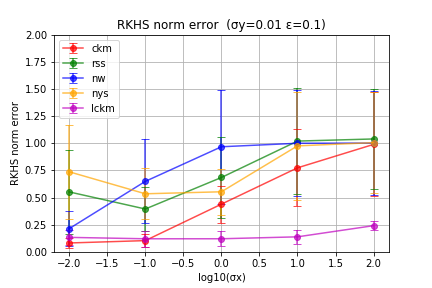 RKHS norm error (σy=0.01 ε=0.1)
2.00
1.75
1.50
1.25
1.00
0.75
0.50
0.25
0.00
RKHS norm error
ckm
rss
nw
nys
lckm
−2.0 −1.5 −1.0 −0.5 0.0 0.5 1.0 1.5 2.0
log10(σx)